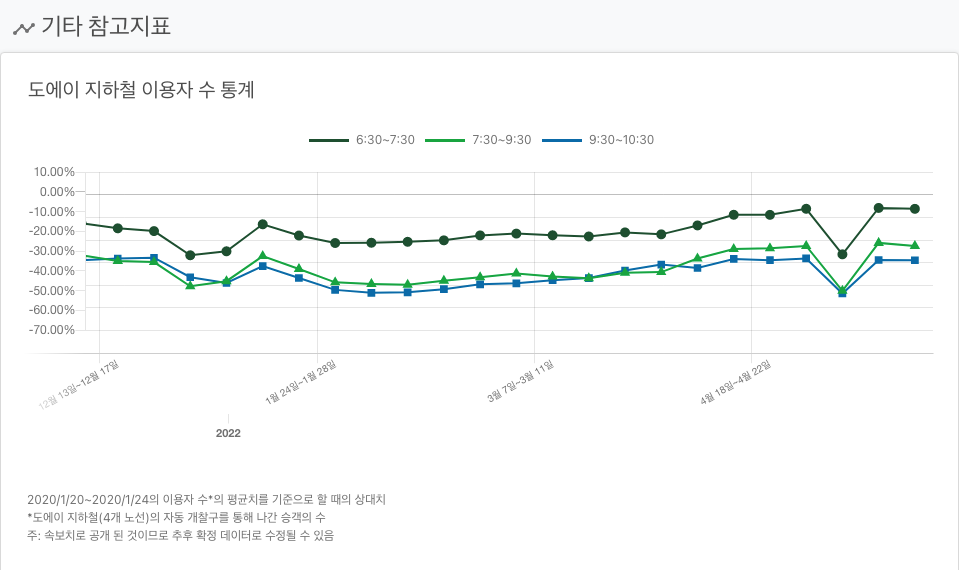 기타 참고지표
도에이 지하철 이용자 수 통계
6:30~7:30 7:30~9:30 9:30~10:30
10.00%
0.00%
-10.00%
-20.00%
-30.00%
-40.00%
-50.00%
-60.00%
-70.00%
12월 13일~12월 17일
1월 24일~1월 28일
3월 7일~3월 11일
4월 18일~4월 22일
2022
2020/1/20~2020/1/24의 이용자 수*의 평균치를 기준으로 할 때의 상대치
*도에이 지하철(4개 노선)의 자동 개찰구를 통해 나간 승객의 수
주: 속보치로 공개 된 것이므로 추후 확정 데이터로 수정될 수 있음